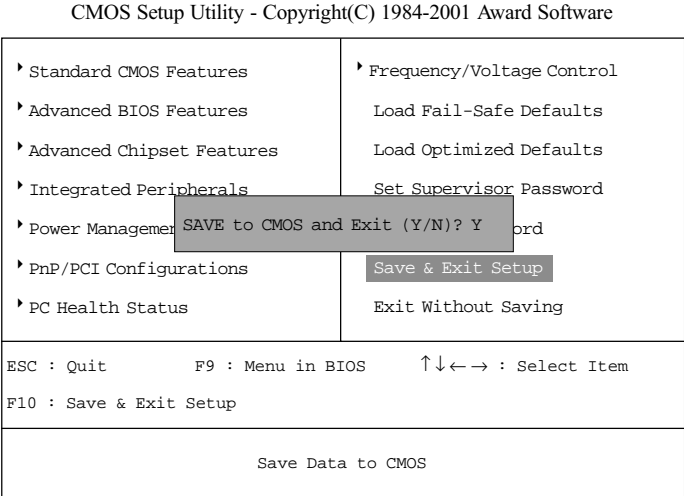 CMOS Setup Utility - Copyright(C) 1984-2001 Award Software
Standard CMOS Features
Advanced BIOS Features
Advanced Chipset Features
Integrated Peripherals
Power
PnP/PCI Configurations
PC Health Status
Frequency/Voltage Control
Load Fail-Safe Defaults
Load Optimized Defaults
Set Supervisor Password
SAVE to CMOS and Exit (Y/N)? Y
Save & Exit Setup
Exit Without Saving
ESC : Quit F9 : Menu in BIOS ↑↓←→ : Select Item
F10 : Save & Exit Setup
Save Data to CMOS